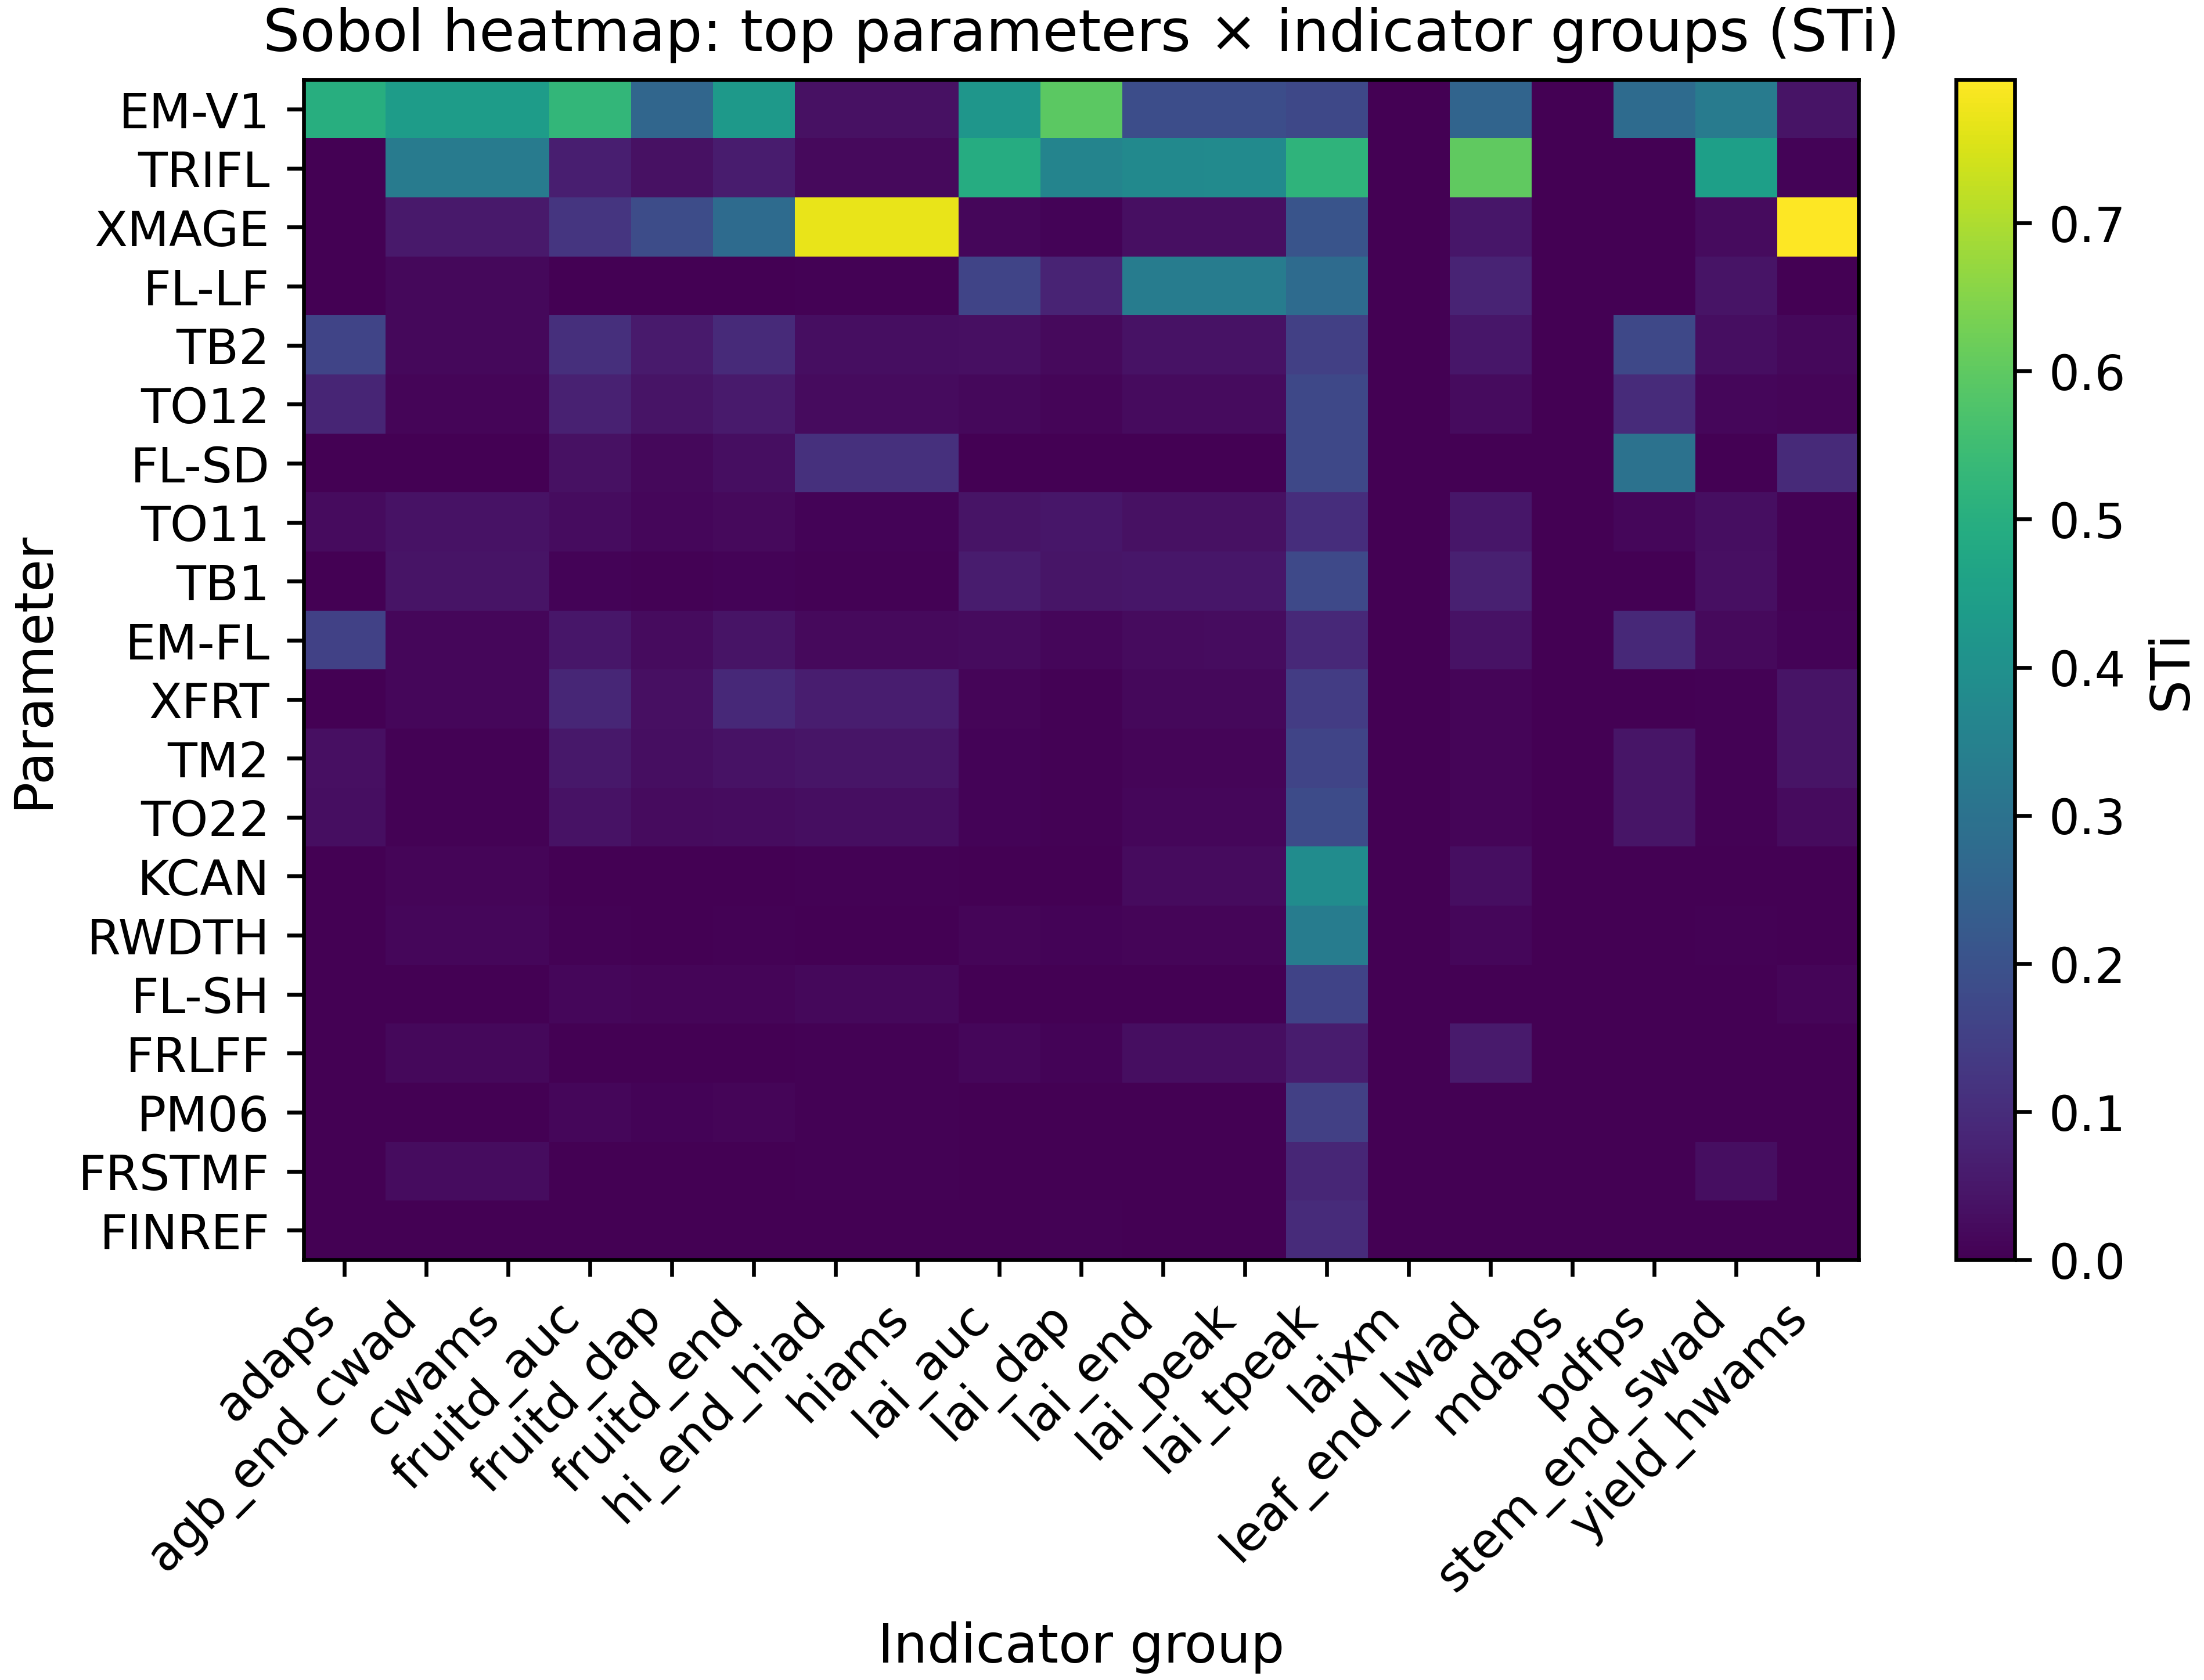 Sobol heatmap: top parameters × indicator groups (STi)
EM-V1
TRIFL
XMAGE
FL-LF
TB2
TO12
FL-SD
TO11
TB1
EM-FL
XFRT
TM2
TO22
KCAN
RWDTH
FL-SH
FRLFF
PM06
FRSTMF
FINREF
Parameter
adaps
agb_end_cwad
cwams
fruitd_auc
fruitd_dap
fruitd_end
hi_end_hiad
hiams
lai_auc
lai_dap
lai_end
lai_peak
lai_tpeak
laixm
leaf_end_lwad
mdaps
pdfps
stem_end_swad
yield_hwams
Indicator group
0.7
0.6
0.5
0.4
0.3
0.2
0.1
0.0
STi